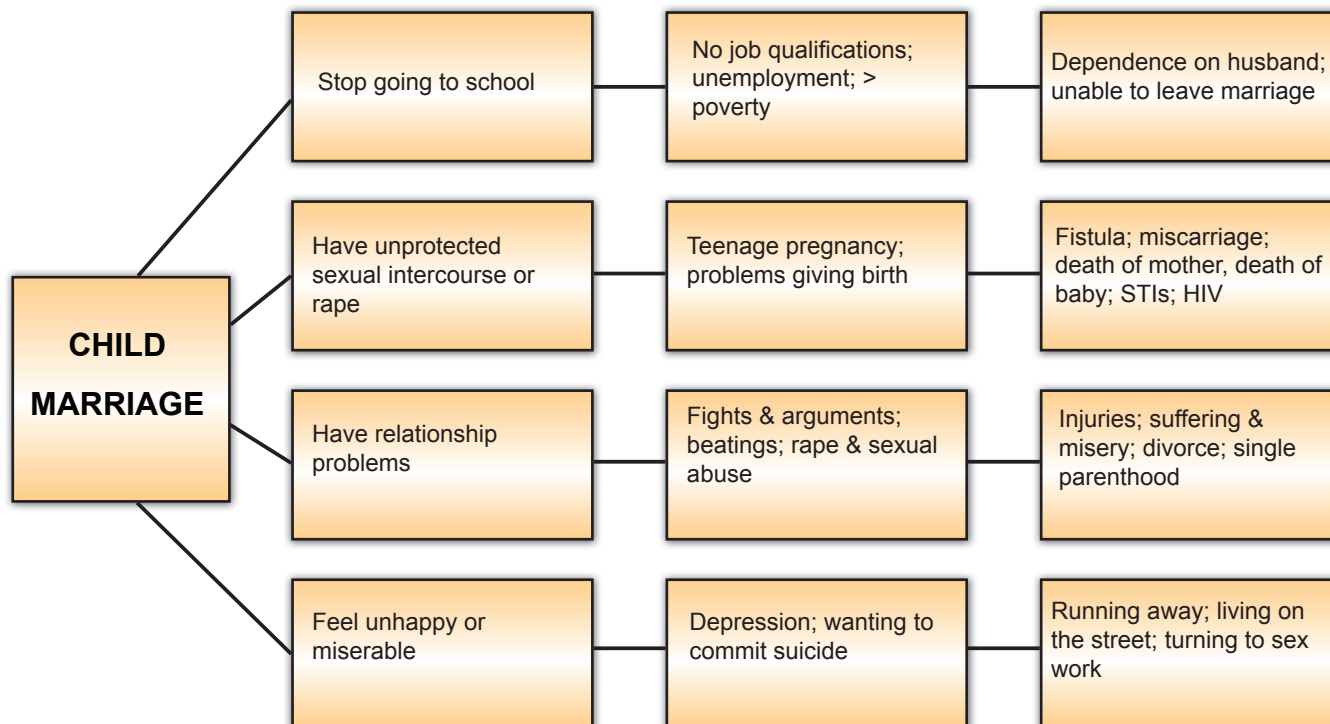 Stop going to school
No job qualifications;
unemployment; >
poverty
Dependence on husband;
unable to leave marriage
CHILD
MARRIAGE
Have unprotected
sexual intercourse or
rape
Teenage pregnancy;
problems giving birth
Fistula; miscarriage;
death of mother, death of
baby; STIs; HIV
Have relationship
problems
Fights & arguments;
beatings; rape & sexual
abuse
Injuries; suffering &
misery; divorce; single
parenthood
Feel unhappy or
miserable
Depression; wanting to
commit suicide
Running away; living on
the street; turning to sex
work